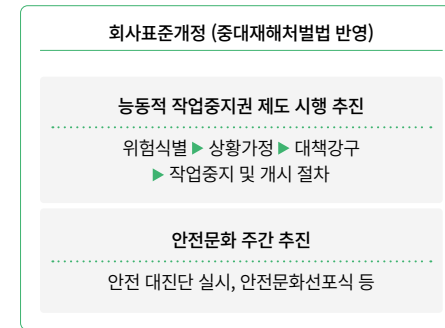 회사표준개정 (중대재해처벌법 반영)
능동적 작업중지권 제도 시행 추진
위험식별 ▶ 상황가정 ▶ 대책강구
▶ 작업중지 및 개시 절차
안전문화 주간 추진
안전 대진단 실시, 안전문화선포식 등